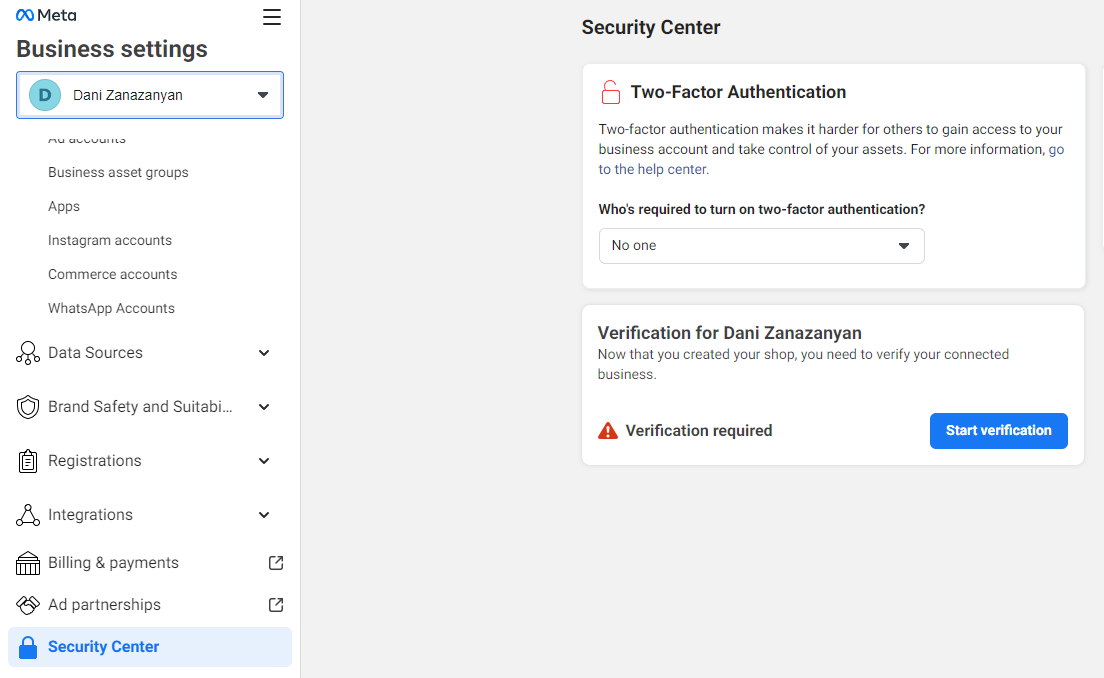 Meta
Business settings
D
Dani Zanazanyan
Ad accounts
Business asset groups
Apps
Instagram accounts
Commerce accounts
WhatsApp Accounts
Data Sources
Brand Safety and Suitabi...
Registrations
Integrations
Billing & payments
Ad partnerships
Security Center
Security Center
Two-Factor Authentication
Two-factor authentication makes it harder for others to gain access to your
business account and take control of your assets. For more information, go
to the help center.
Who's required to turn on two-factor authentication?
No one
Verification for Dani Zanazanyan
Now that you created your shop, you need to verify your connected
business.
Verification required
Start verification